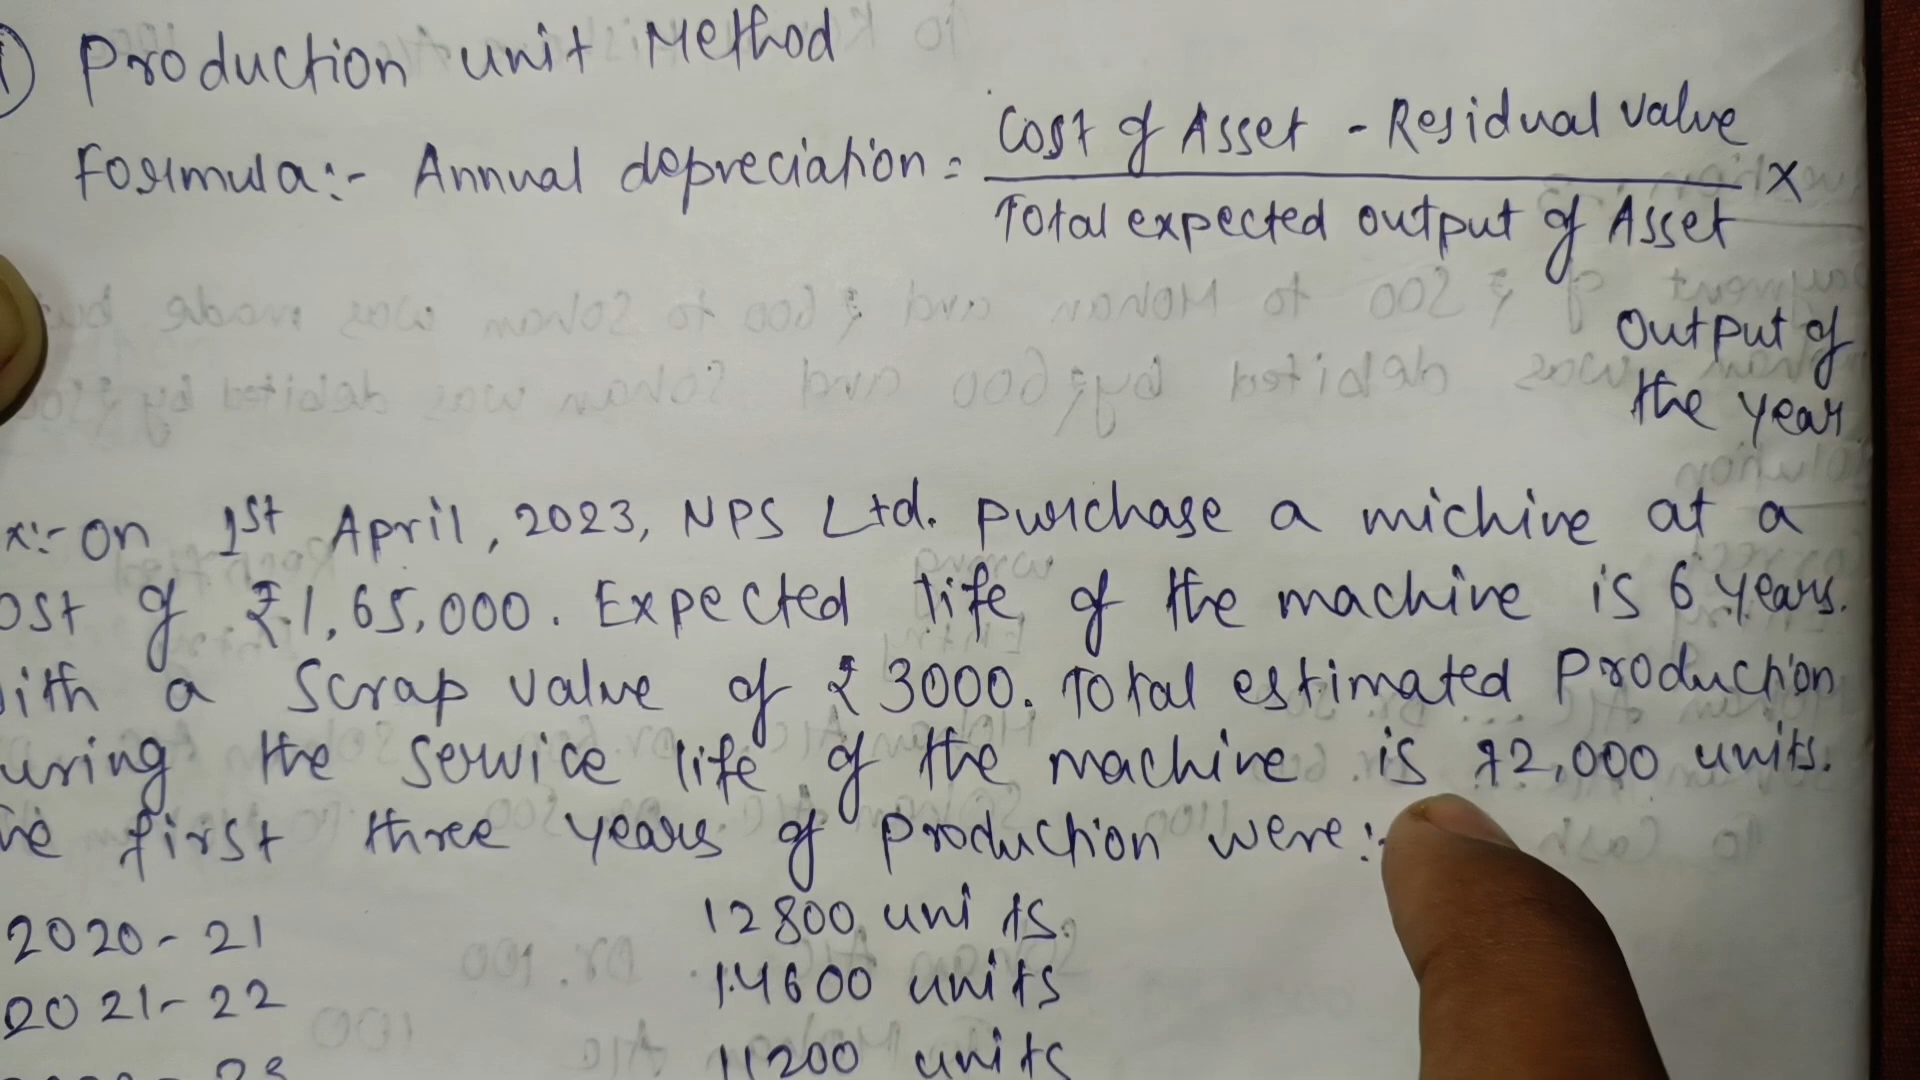 Production unit Method
Formula:- Annual depreciation = Cost of Asset - Residual value ×
Total expected output of Asset
Output of
the year
x:- On 1st April, 2023, NPS Ltd. purchase a michine at a
ost of ₹.1,65,000. Expected life of the machine is 6 years.
ith a Scrap value of ₹3000. Total estimated Production
uring the service life of the machine is 72,000 units.
he first three years of production were:-
2020-21 12800 units.
2021-22 14600 units
11200 units